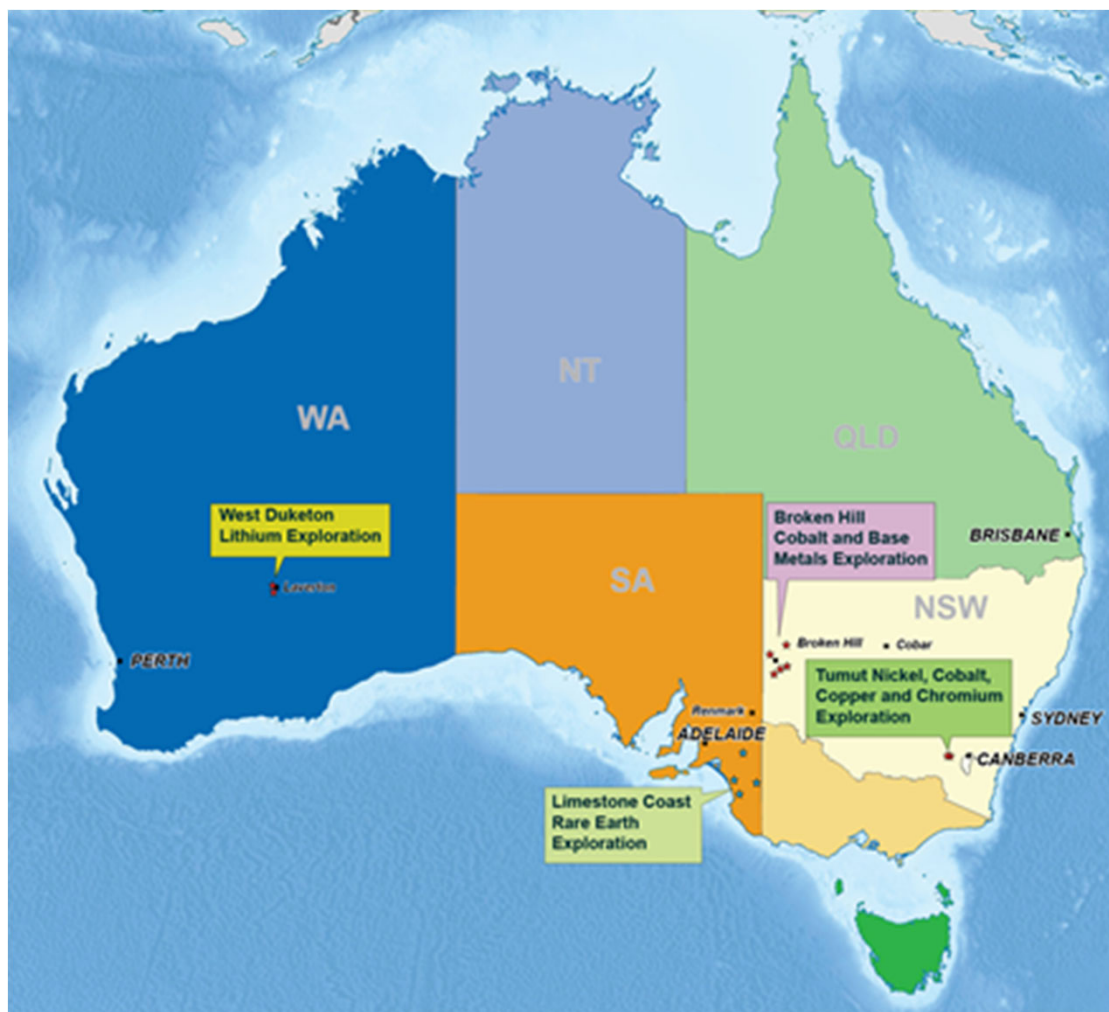 NT
WA
QLD
West Duketon
Lithium Exploration
Broken Hill
Cobalt and Base
Metals Exploration
BRISBANE
SA
Laverton
NSW
Broken Hill
Cobar
PERTH
Tumut Nickel, Cobalt,
Copper and Chromium
Exploration
Renmark
SYDNEY
ADELAIDE
CANBERRA
Limestone Coast
Rare Earth
Exploration